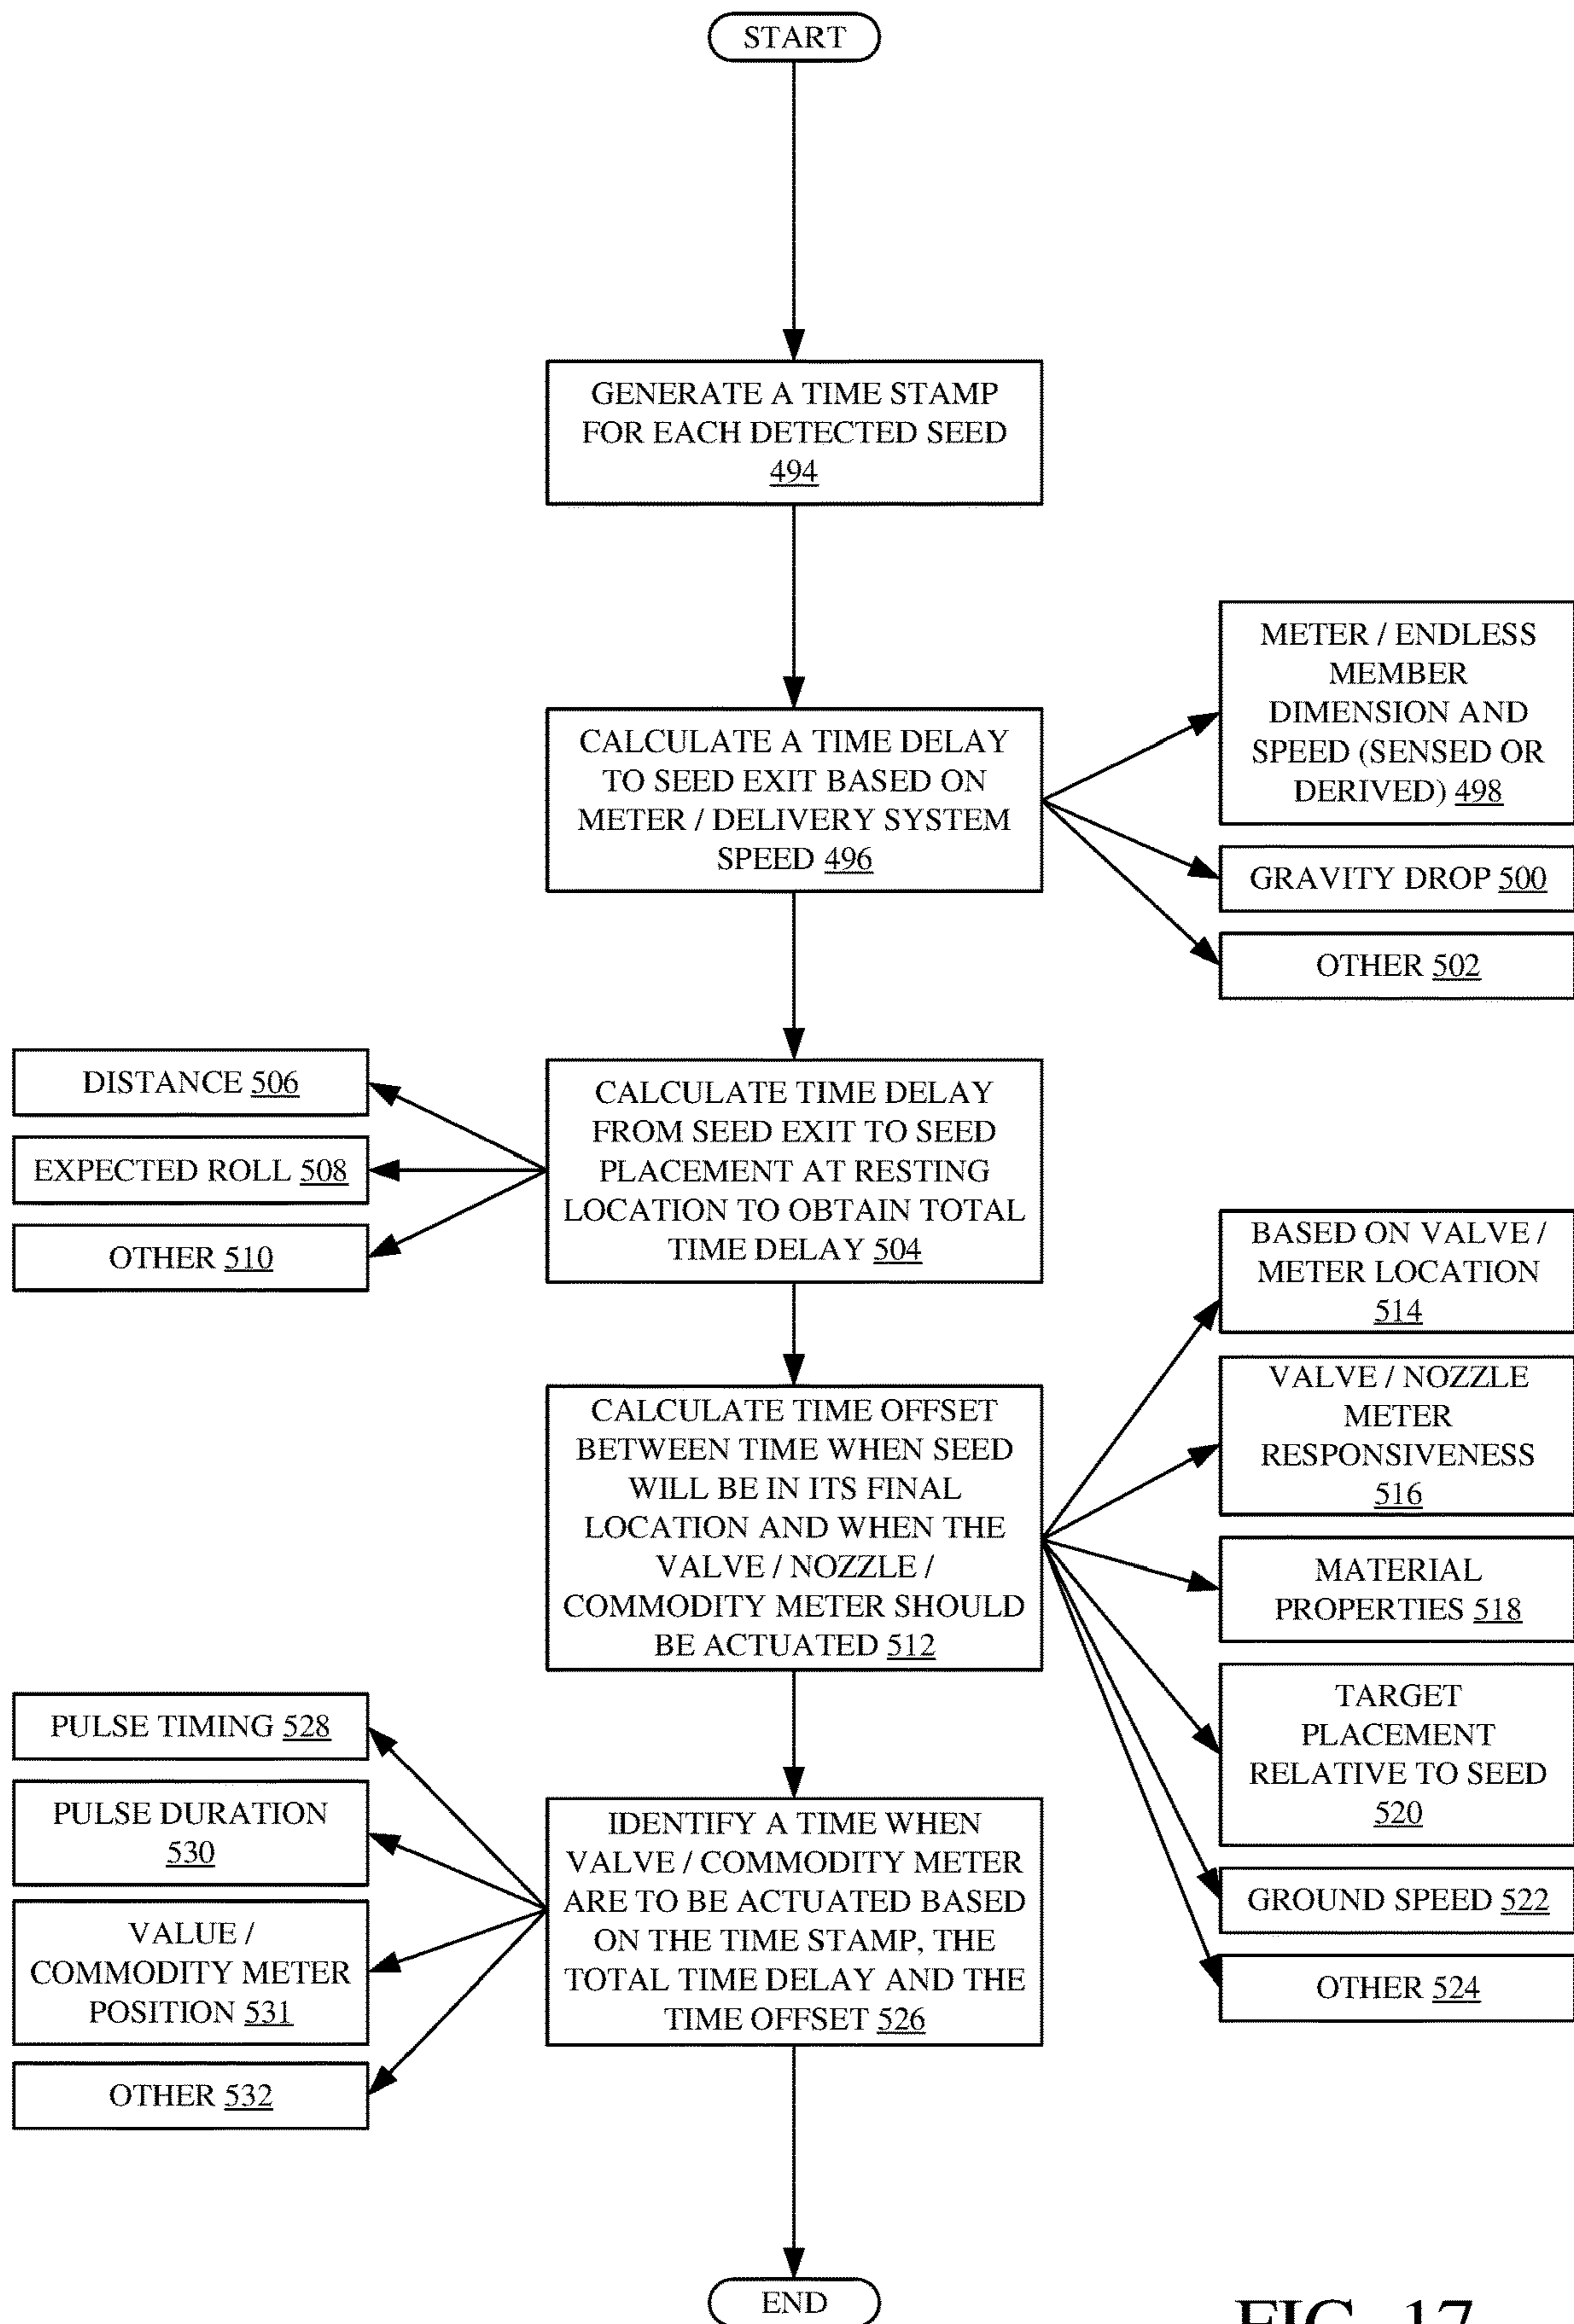 START
GENERATE A TIME STAMP
FOR EACH DETECTED SEED
494
CALCULATE A TIME DELAY
TO SEED EXIT BASED ON
METER / DELIVERY SYSTEM
SPEED 496
METER / ENDLESS
MEMBER
DIMENSION AND
SPEED (SENSED OR
DERIVED) 498
GRAVITY DROP 500
OTHER 502
CALCULATE TIME DELAY
FROM SEED EXIT TO SEED
PLACEMENT AT RESTING
LOCATION TO OBTAIN TOTAL
TIME DELAY 504
DISTANCE 506
EXPECTED ROLL 508
OTHER 510
CALCULATE TIME OFFSET
BETWEEN TIME WHEN SEED
WILL BE IN ITS FINAL
LOCATION AND WHEN THE
VALVE / NOZZLE /
COMMODITY METER SHOULD
BE ACTUATED 512
BASED ON VALVE /
METER LOCATION
514
VALVE / NOZZLE
METER
RESPONSIVENESS
516
MATERIAL
PROPERTIES 518
TARGET
PLACEMENT
RELATIVE TO SEED
520
GROUND SPEED 522
OTHER 524
IDENTIFY A TIME WHEN
VALVE / COMMODITY METER
ARE TO BE ACTUATED BASED
ON THE TIME STAMP, THE
TOTAL TIME DELAY AND THE
TIME OFFSET 526
PULSE TIMING 528
PULSE DURATION
530
VALUE /
COMMODITY METER
POSITION 531
OTHER 532
END
FIG. 17